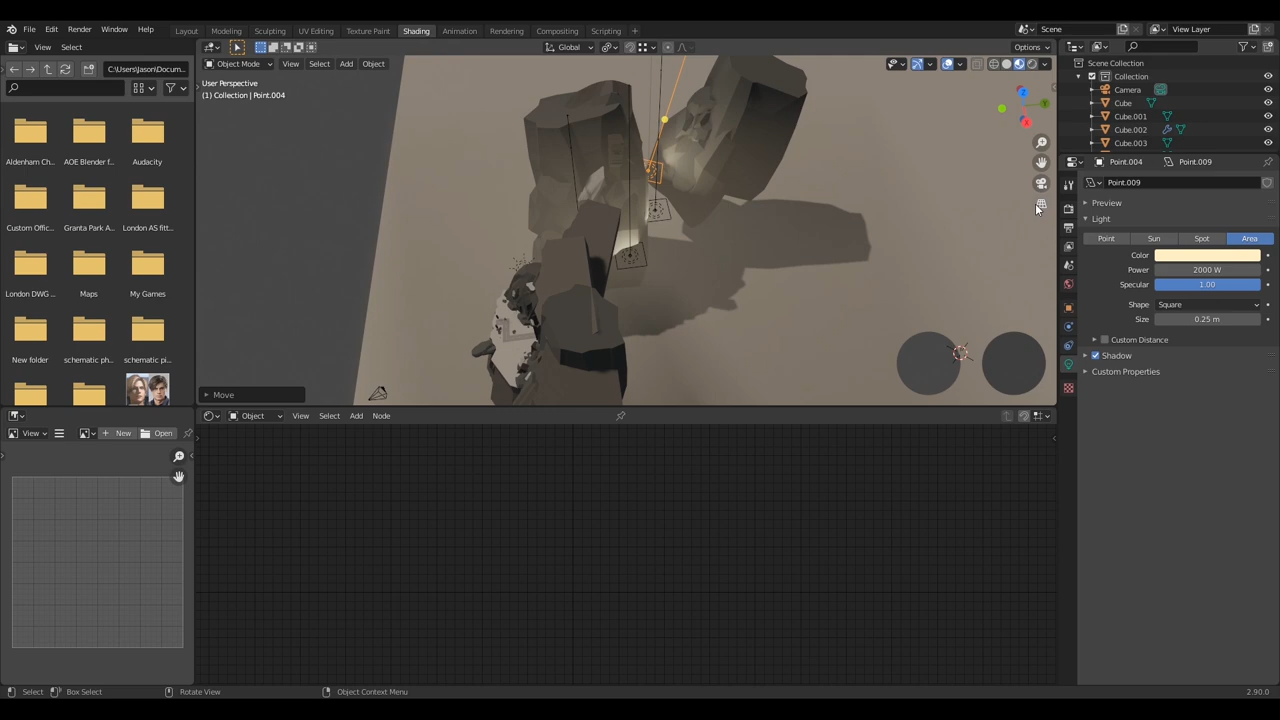 File Edit Render Window Help Layout Modeling Sculpting UV Editing Texture Paint Shading Animation Rendering Compositing Scripting + Scene View Layer
View Select Global Options
C:\Users\Jason\Docum...
Object Mode View Select Add Object
User Perspective
(1) Collection | Point.004
Scene Collection
Collection
Camera
Cube
Cube.001
Cube.002
Cube.003
Aldenham Ch... AOE Blender f... Audacity
Custom Offic... Granta Park A... London AS fitt...
London DWG ... Maps My Games
New folder schematic ph... schematic pi...
Point.004 Point.009
Point.009
Preview
Light
Point Sun Spot Area
Color
Power 2000 W
Specular 1.00
Shape Square
Size 0.25 m
Custom Distance
Shadow
Custom Properties
Move
View New Open
Object View Select Add Node
Select Box Select Rotate View Object Context Menu 2.90.0